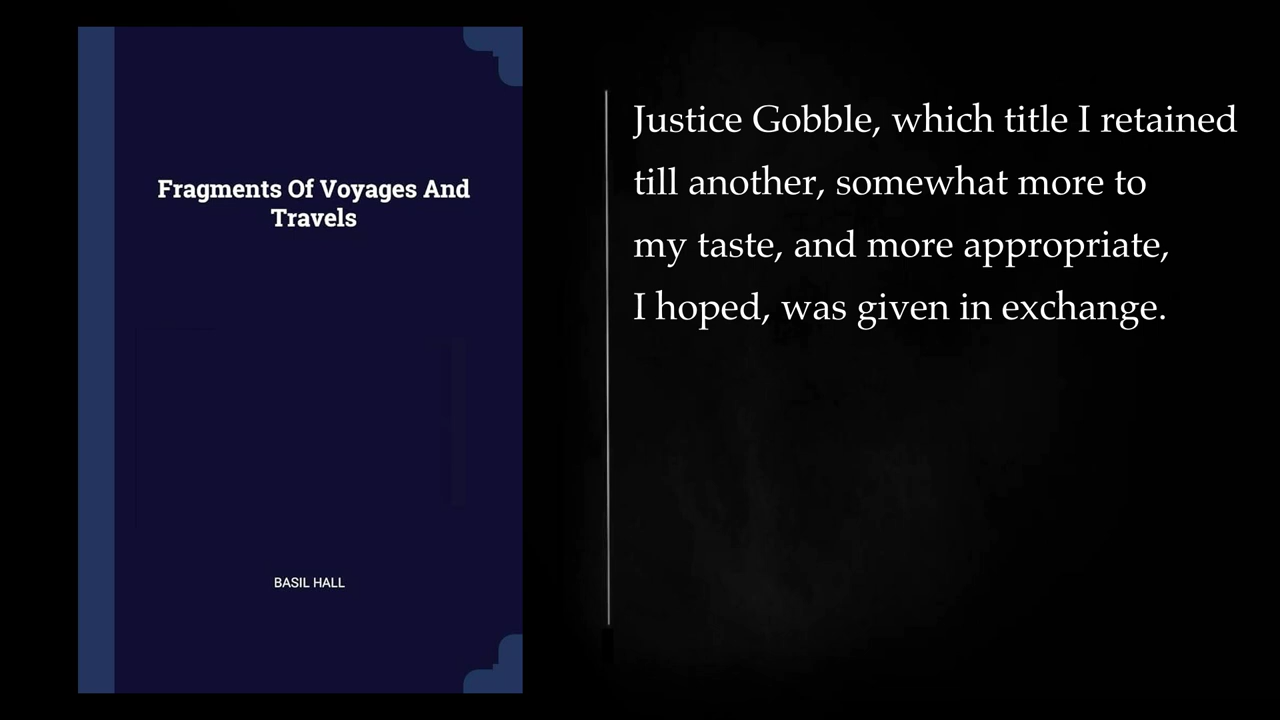 Fragments Of Voyages And
Travels
BASIL HALL
Justice Gobble, which title I retained
till another, somewhat more to
my taste, and more appropriate,
I hoped, was given in exchange.